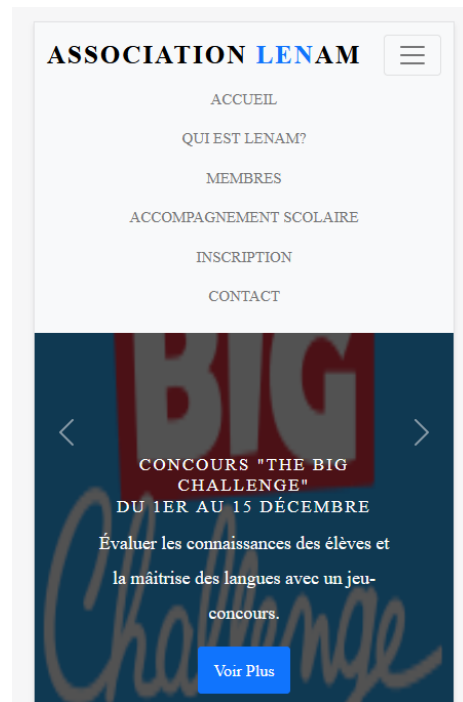 ASSOCIATION LENAM
ACCUEIL
QUI EST LENAM?
MEMBRES
ACCOMPAGNEMENT SCOLAIRE
INSCRIPTION
CONTACT
BIG
Challenge
CONCOURS "THE BIG
CHALLENGE"
DU 1ER AU 15 DÉCEMBRE
Évaluer les connaissances des élèves et
la mâitrise des langues avec un jeu-
concours.
Voir Plus